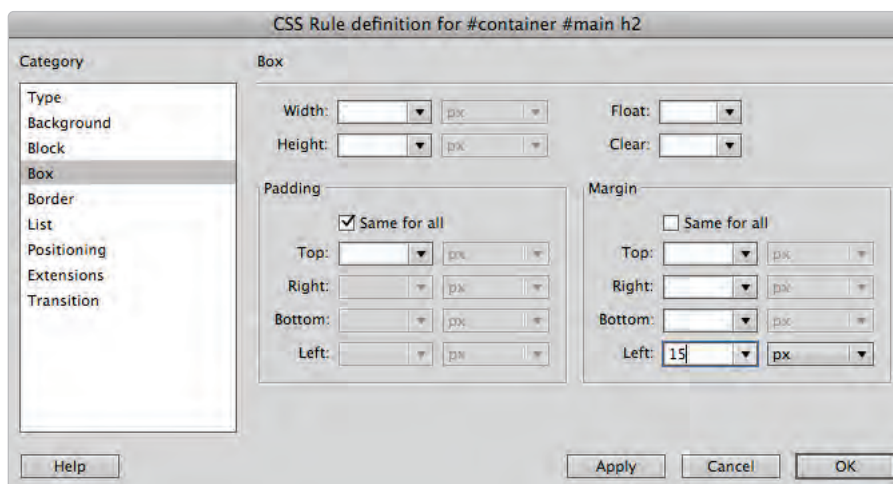 CSS Rule definition for #container #main h2
Category
Box
Type
Background
Block
Box
Border
List
Positioning
Extensions
Transition
Width: px
Float:
Height: px
Clear:
Padding
Same for all
Top: px
Right: px
Bottom: px
Left: px
Margin
Same for all
Top: px
Right: px
Bottom: px
Left: 15 px
Help
Apply
Cancel
OK